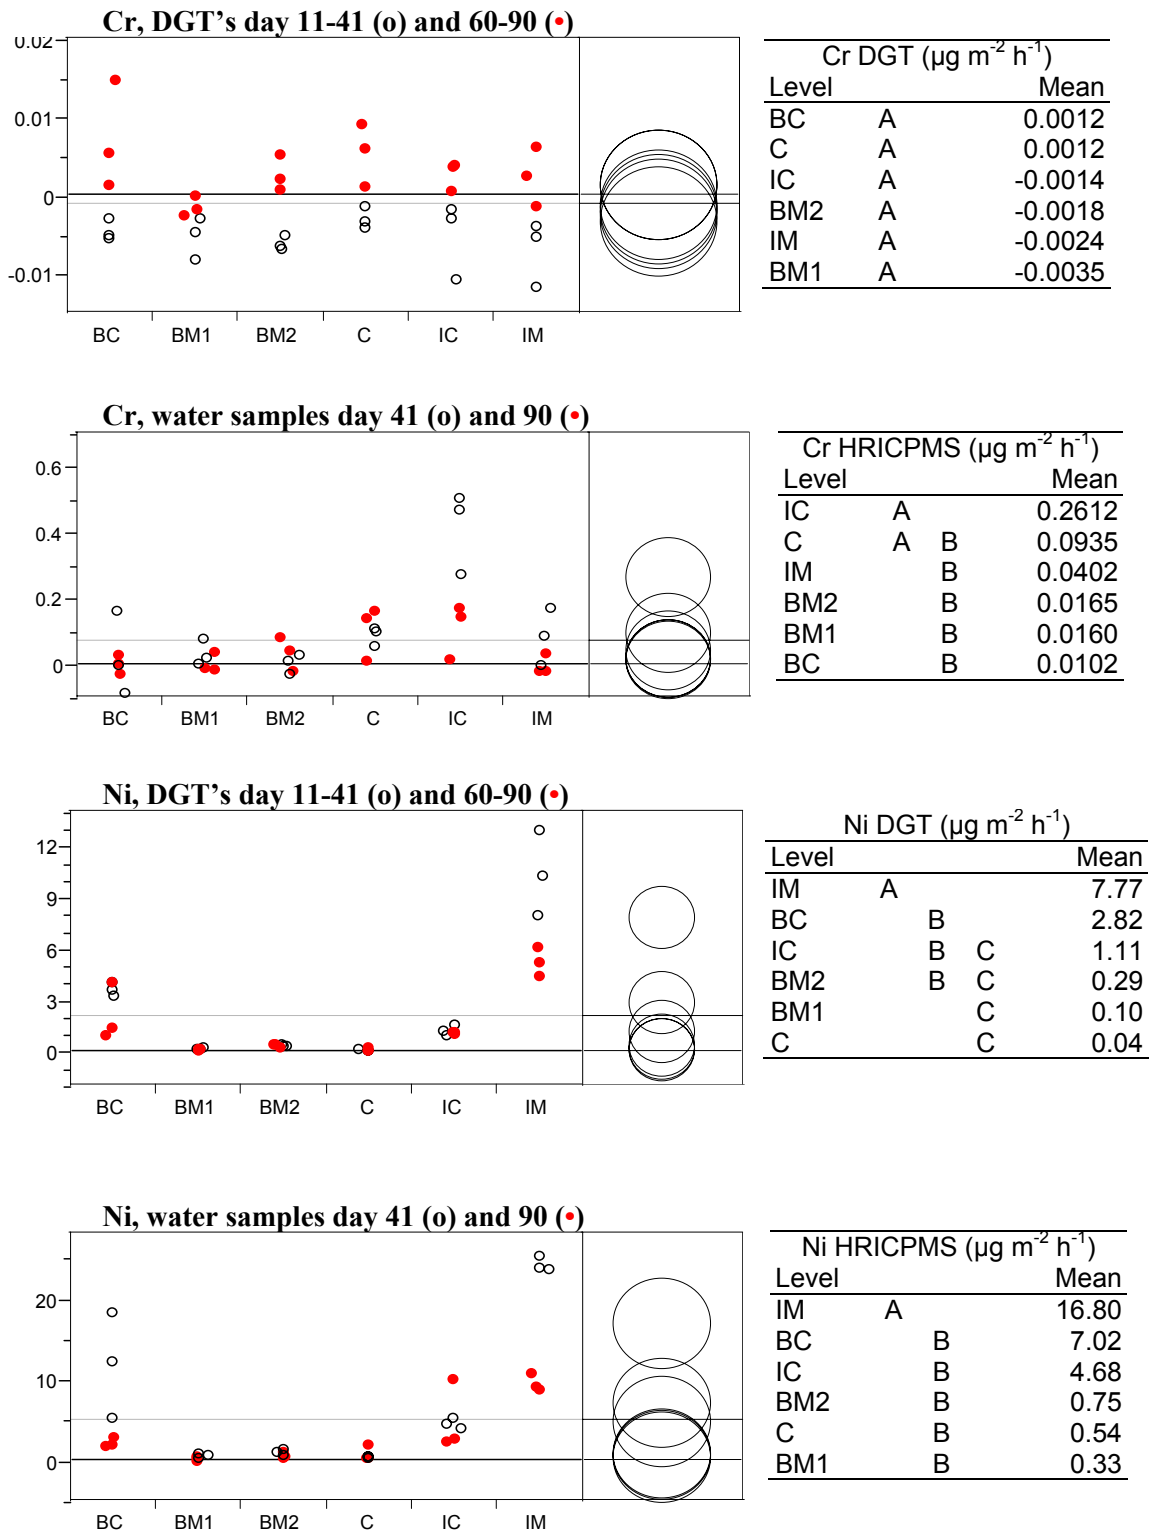 Cr, DGT's day 11-41 (o) and 60-90 (•)
0.02
0.01
0
-0.01
BC BM1 BM2 C IC IM
Cr DGT (µg m-2 h-1)
Level Mean
BC A 0.0012
C A 0.0012
IC A -0.0014
BM2 A -0.0018
IM A -0.0024
BM1 A -0.0035
Cr, water samples day 41 (o) and 90 (•)
0.6
0.4
0.2
0
BC BM1 BM2 C IC IM
Cr HRICPMS (µg m-2 h-1)
Level Mean
IC A 0.2612
C A B 0.0935
IM B 0.0402
BM2 B 0.0165
BM1 B 0.0160
BC B 0.0102
Ni, DGT's day 11-41 (o) and 60-90 (•)
12
9
6
3
0
BC BM1 BM2 C IC IM
Ni DGT (µg m-2 h-1)
Level Mean
IM A 7.77
BC B 2.82
IC B C 1.11
BM2 B C 0.29
BM1 C 0.10
C C 0.04
Ni, water samples day 41 (o) and 90 (•)
20
10
0
BC BM1 BM2 C IC IM
Ni HRICPMS (µg m-2 h-1)
Level Mean
IM A 16.80
BC B 7.02
IC B 4.68
BM2 B 0.75
C B 0.54
BM1 B 0.33